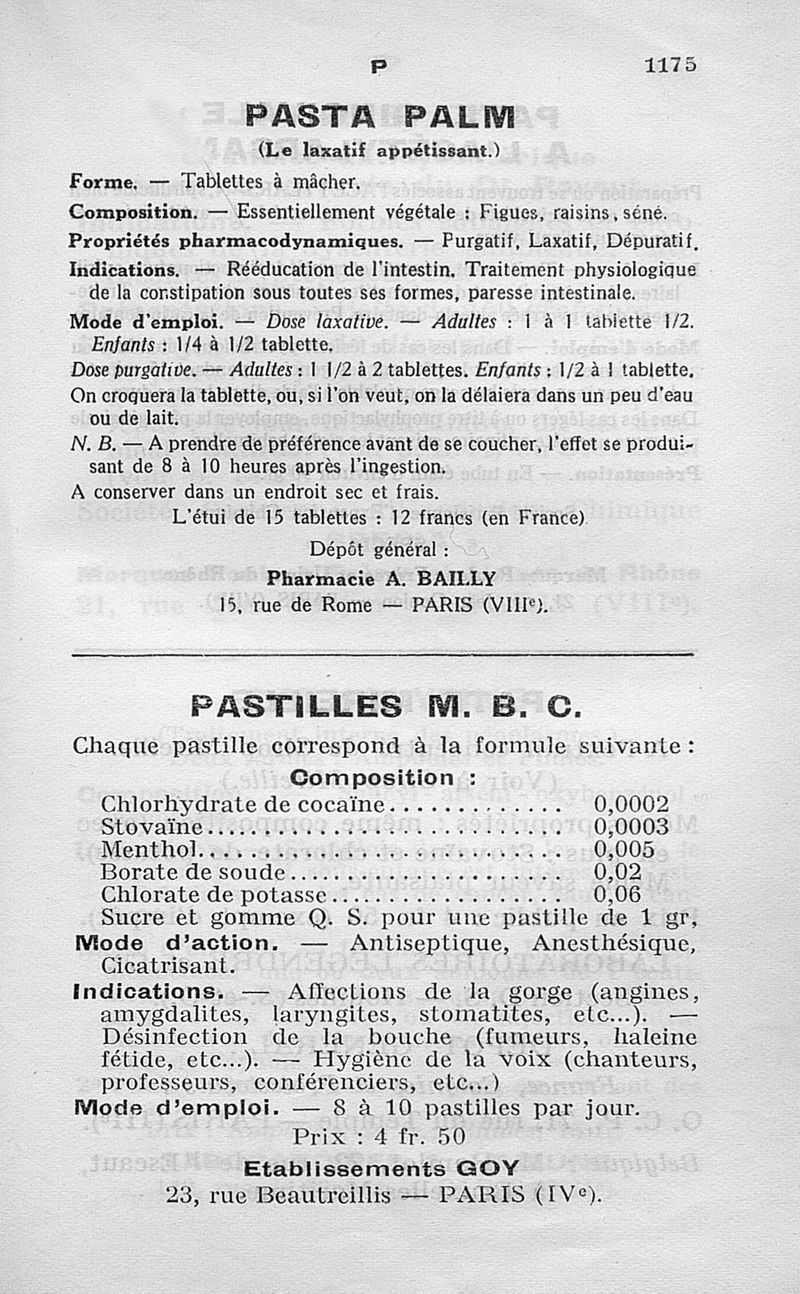 P 1175
PASTA PALM
(Le laxatif appétissant.)
Forme. — Tablettes à mâcher.
Composition. — Essentiellement végétale : Figues, raisins, séné.
Propriétés pharmacodynamiques. — Purgatif, Laxatif, Dépuratif.
Indications. — Rééducation de l'intestin. Traitement physiologique
de la constipation sous toutes ses formes, paresse intestinale.
Mode d'emploi. — Dose laxative. — Adultes : 1 à 1 tablette 1/2.
Enfants : 1/4 à 1/2 tablette.
Dose purgative. — Adultes : 1 1/2 à 2 tablettes. Enfants : 1/2 à 1 tablette.
On croquera la tablette, ou, si l'on veut, on la délaiera dans un peu d'eau
ou de lait.
N. B. — A prendre de préférence avant de se coucher, l'effet se produi-
sant de 8 à 10 heures après l'ingestion.
A conserver dans un endroit sec et frais.
L'étui de 15 tablettes : 12 francs (en France)
Dépôt général :
Pharmacie A. BAILLY
15, rue de Rome — PARIS (VIIIe).
PASTILLES M. B. C.
Chaque pastille correspond à la formule suivante :
Composition :
Chlorhydrate de cocaïne.............. 0,0002
Stovaïne........................... 0,0003
Menthol........................... 0,005
Borate de soude.................... 0,02
Chlorate de potasse................. 0,06
Sucre et gomme Q. S. pour une pastille de 1 gr,
Mode d'action. — Antiseptique, Anesthésique,
Cicatrisant.
Indications. — Affections de la gorge (angines,
amygdalites, laryngites, stomatites, etc...). —
Désinfection de la bouche (fumeurs, haleine
fétide, etc...). — Hygiène de la voix (chanteurs,
professeurs, conférenciers, etc...)
Mode d'emploi. — 8 à 10 pastilles par jour.
Prix : 4 fr. 50
Etablissements GOY
23, rue Beautreillis — PARIS (IVe).